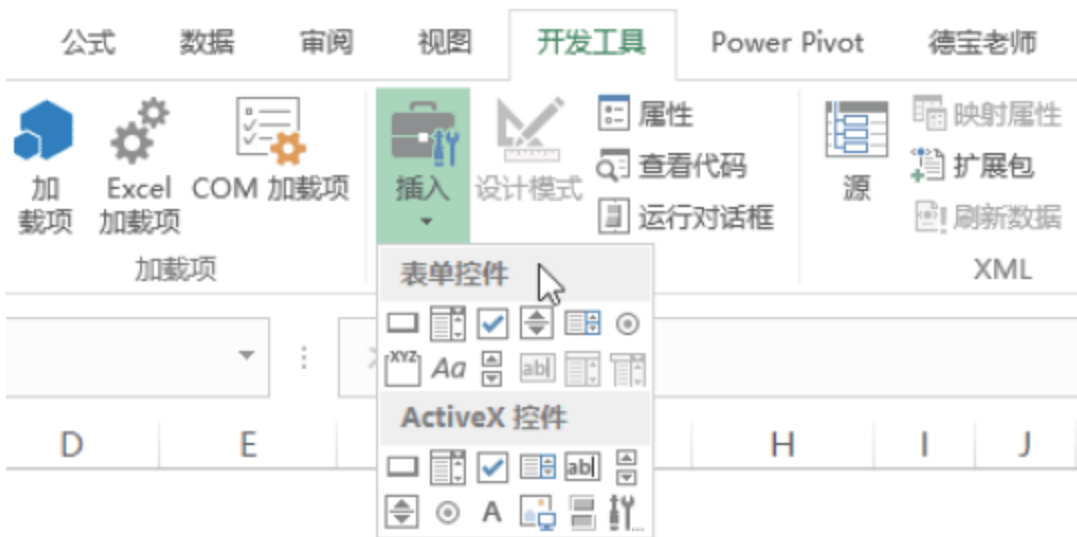 公式 数据 审阅 视图 开发工具 Power Pivot 德宝老师
加
载项
Excel
加载项
COM 加载项
加载项
插入
设计模式
属性
查看代码
运行对话框
源
映射属性
扩展包
刷新数据
XML
表单控件
XYZ
Aa
ab
ActiveX 控件
ab
A
D E H I J